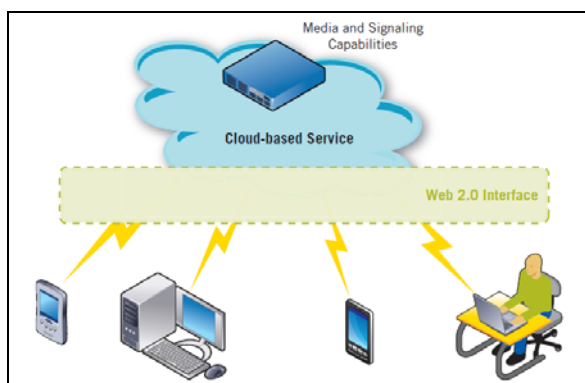 Media and Signaling
Capabilities
Cloud-based Service
Web 2.0 Interface